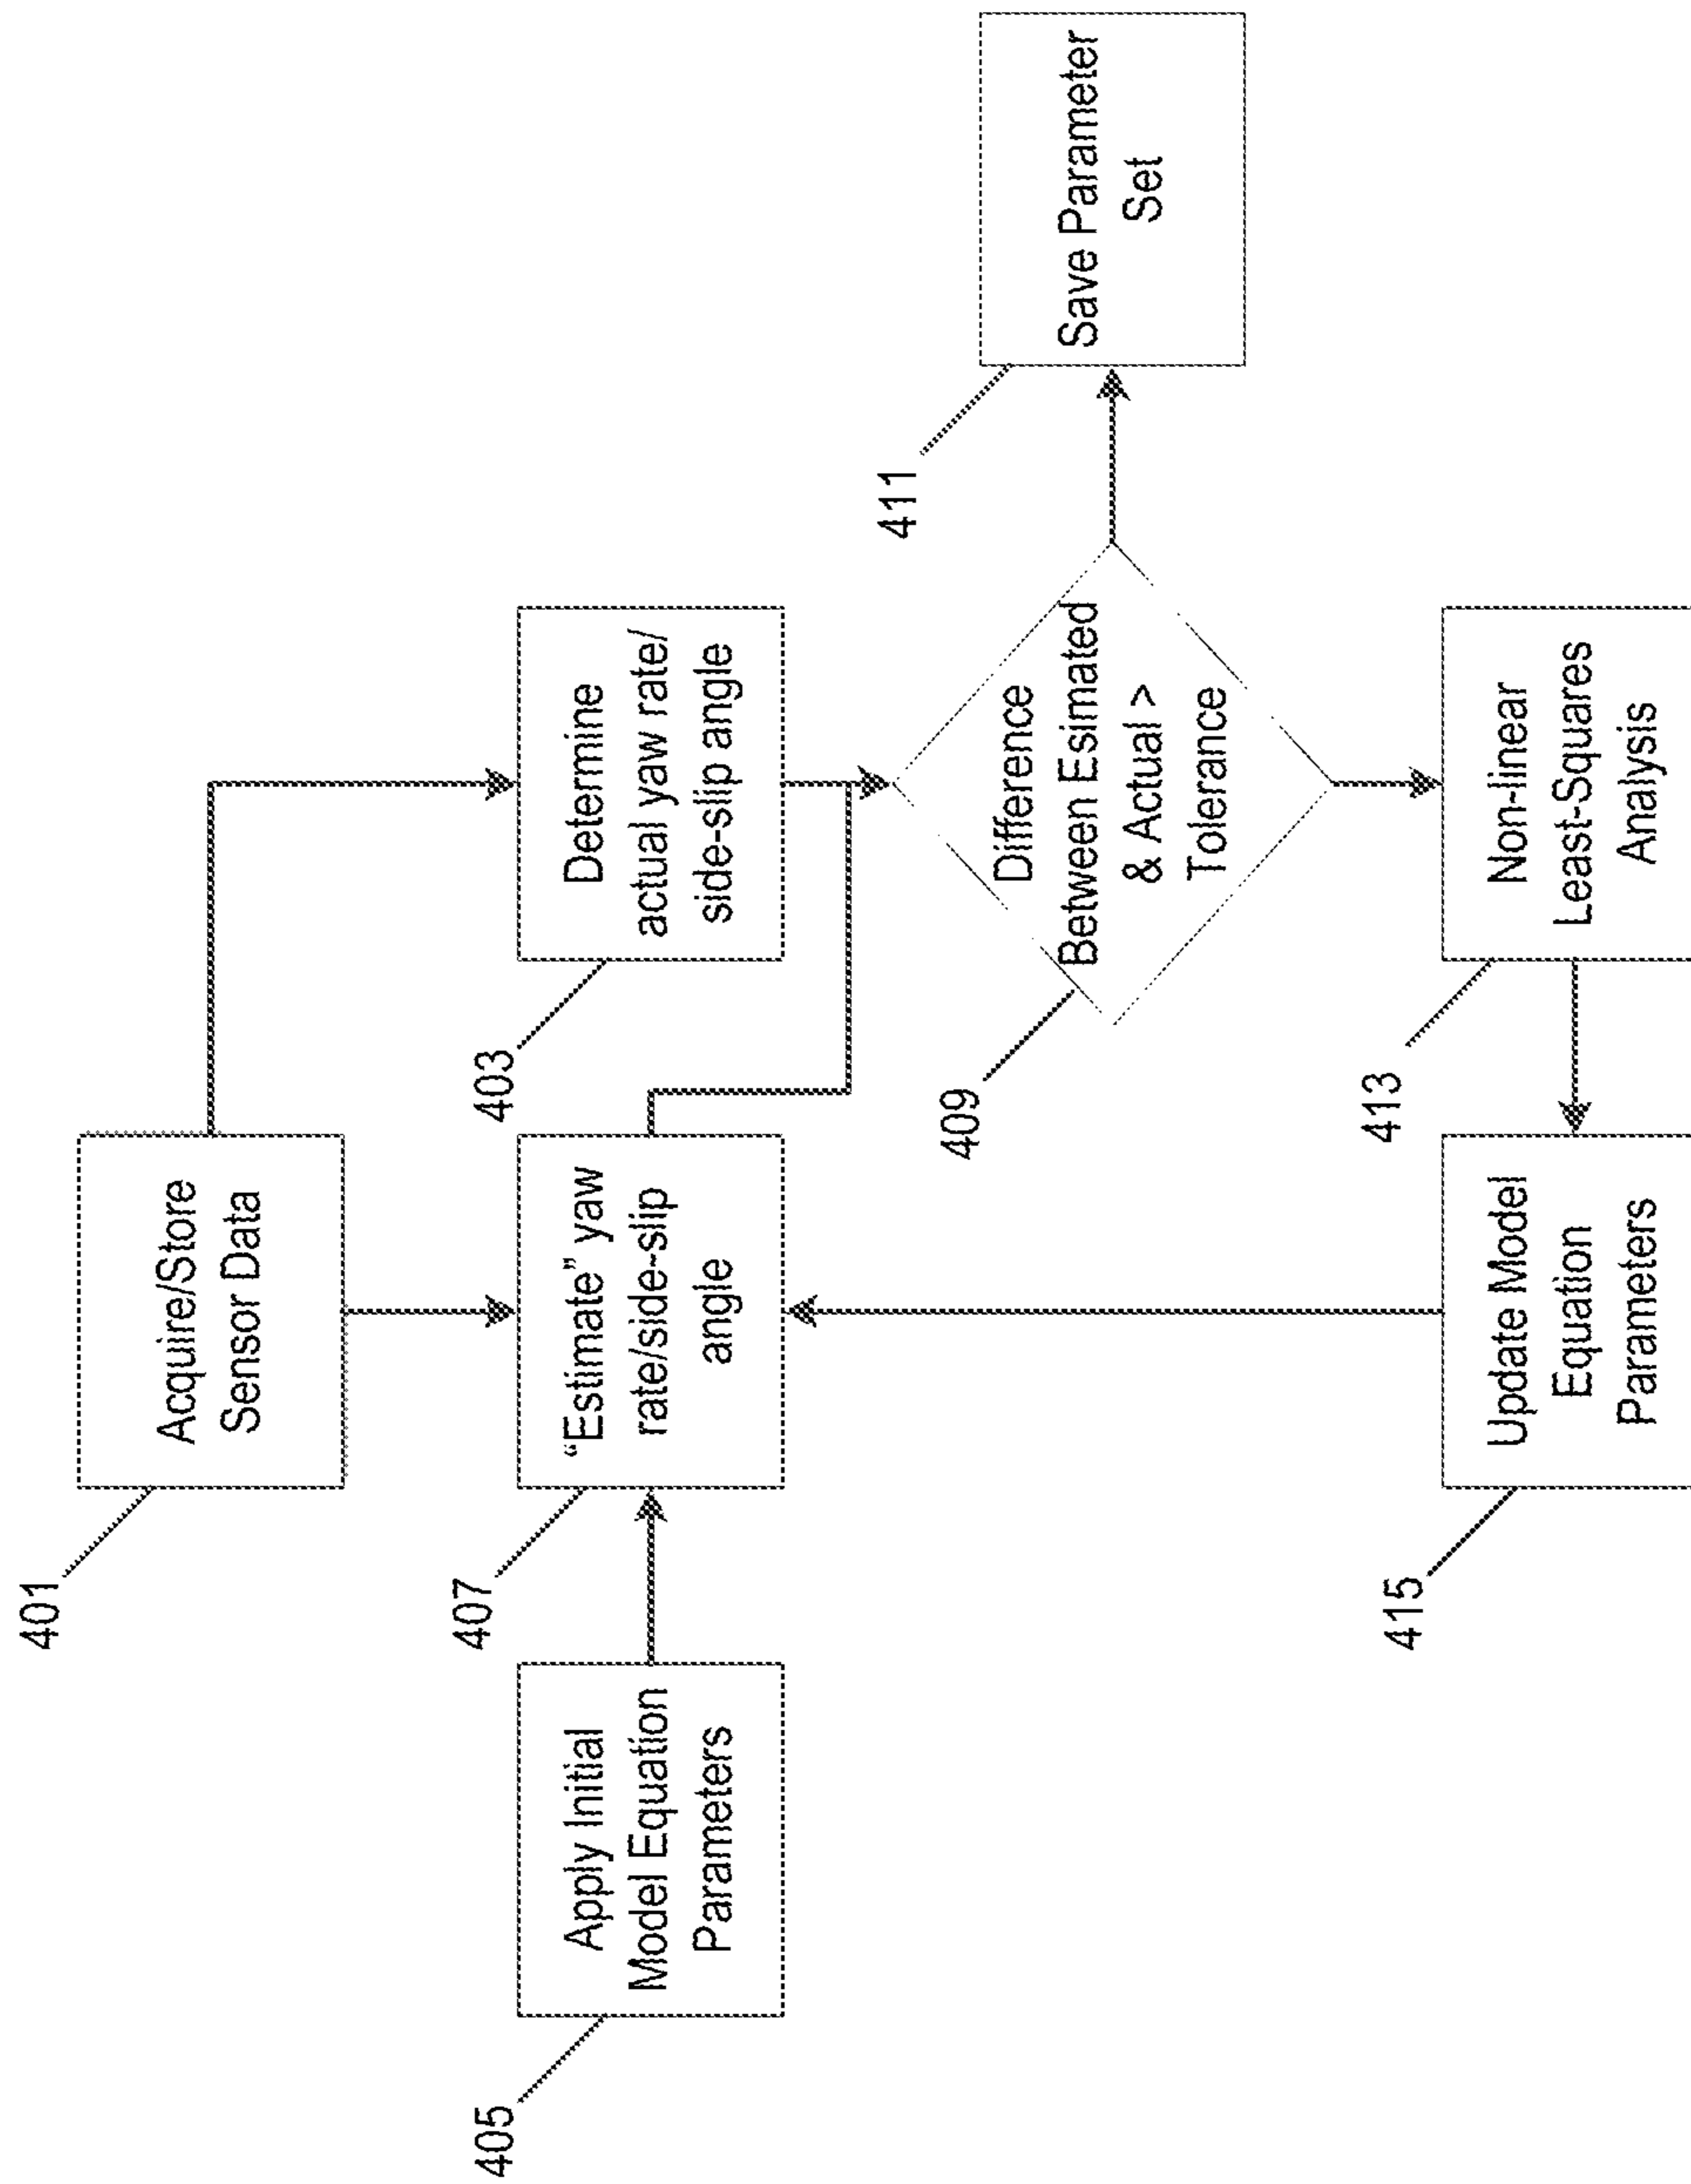 401
Acquire/Store
Sensor Data
405
Apply Initial
Model Equation
Parameters
407
“Estimate” yaw
rate/side-slip
angle
403
Determine
actual yaw rate/
side-slip angle
409
Difference
Between Esimated
& Actual >
Tolerance
411
Save Parameter
Set
415
Update Model
Equation
Parameters
413
Non-linear
Least-Squares
Analysis